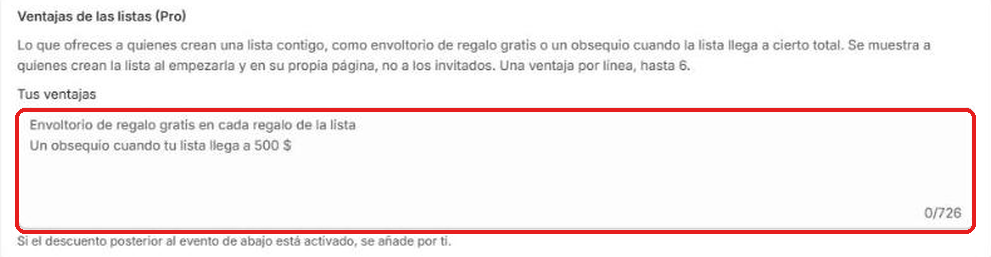 Ventajas de las listas (Pro)
Lo que ofreces a quienes crean una lista contigo, como envoltorio de regalo gratis o un obsequio cuando la lista llega a cierto total. Se muestra a
quienes crean la lista al empezarla y en su propia página, no a los invitados. Una ventaja por línea, hasta 6.
Tus ventajas
Envoltorio de regalo gratis en cada regalo de la lista
Un obsequio cuando tu lista llega a 500 $
0/726
Si el descuento posterior al evento de abajo está activado, se añade por ti.